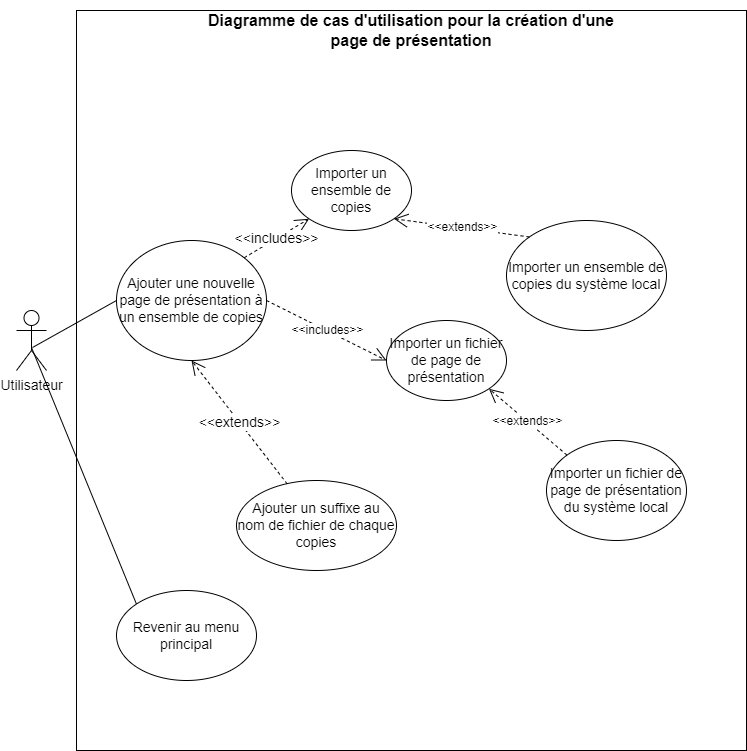 Diagramme de cas d'utilisation pour la création d'une
page de présentation
Importer un
ensemble de
copies
<<includes>>
<<extends>>
Importer un ensemble de
copies du système local
Ajouter une nouvelle
page de présentation à
un ensemble de copies
<<includes>>
Importer un fichier
de page de
présentation
Utilisateur
<<extends>>
<<extends>>
Importer un fichier de
page de présentation
du système local
Ajouter un suffixe au
nom de fichier de chaque
copies
Revenir au menu
principal